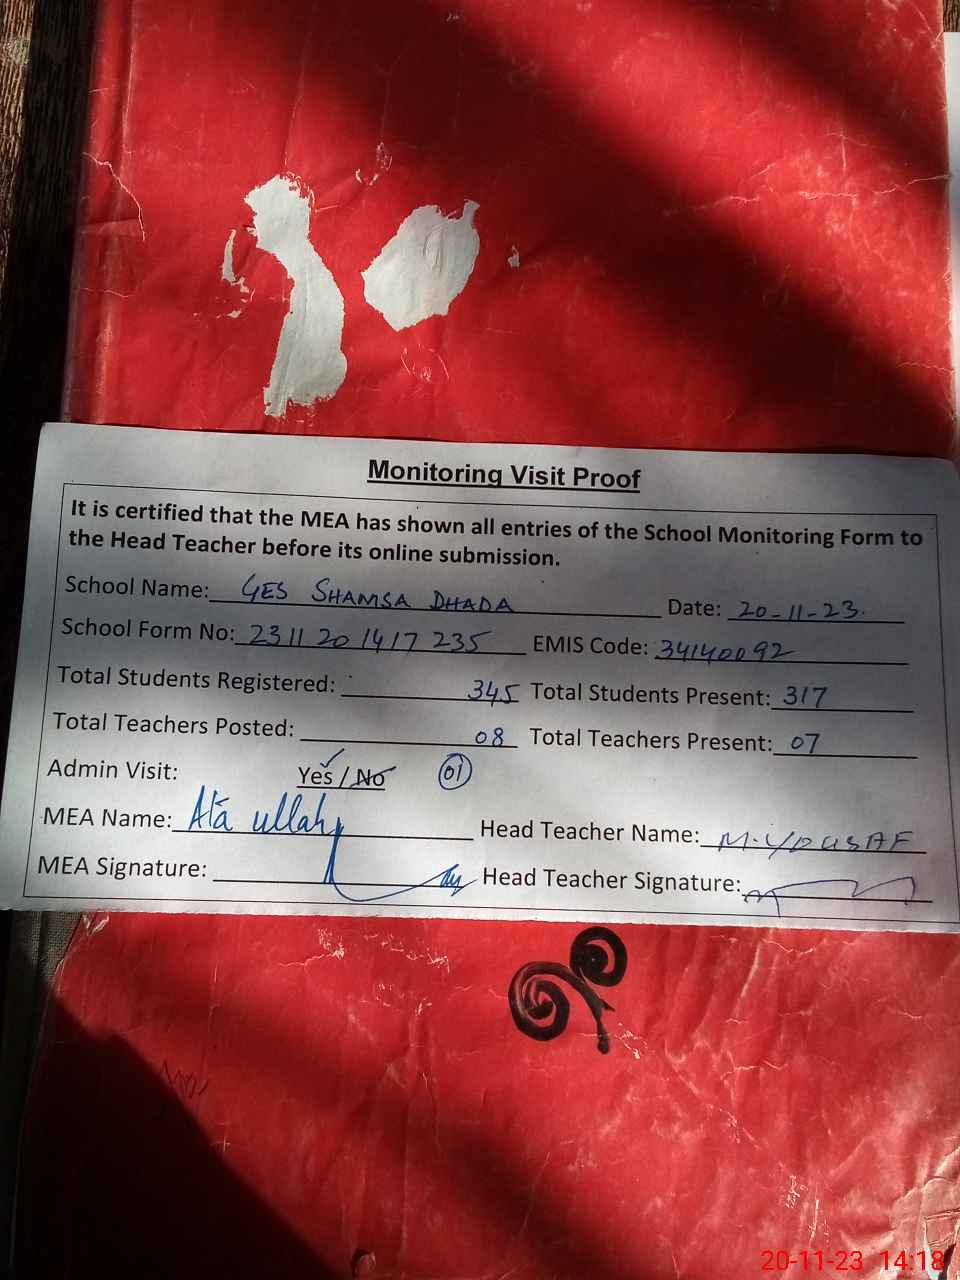 Monitoring Visit Proof
It is certified that the MEA has shown all entries of the School Monitoring Form to
the Head Teacher before its online submission.
School Name: GES SHAMSA DHADA Date: 20-11-23.
School Form No: 2311 20 1417 235 EMIS Code: 34140092
Total Students Registered: 345 Total Students Present: 317
Total Teachers Posted: 08 Total Teachers Present: 07
Admin Visit: Yes / No 01
MEA Name: Ata ullah Head Teacher Name: M. YOUSAF
MEA Signature: Head Teacher Signature:
20-11-23 14:18